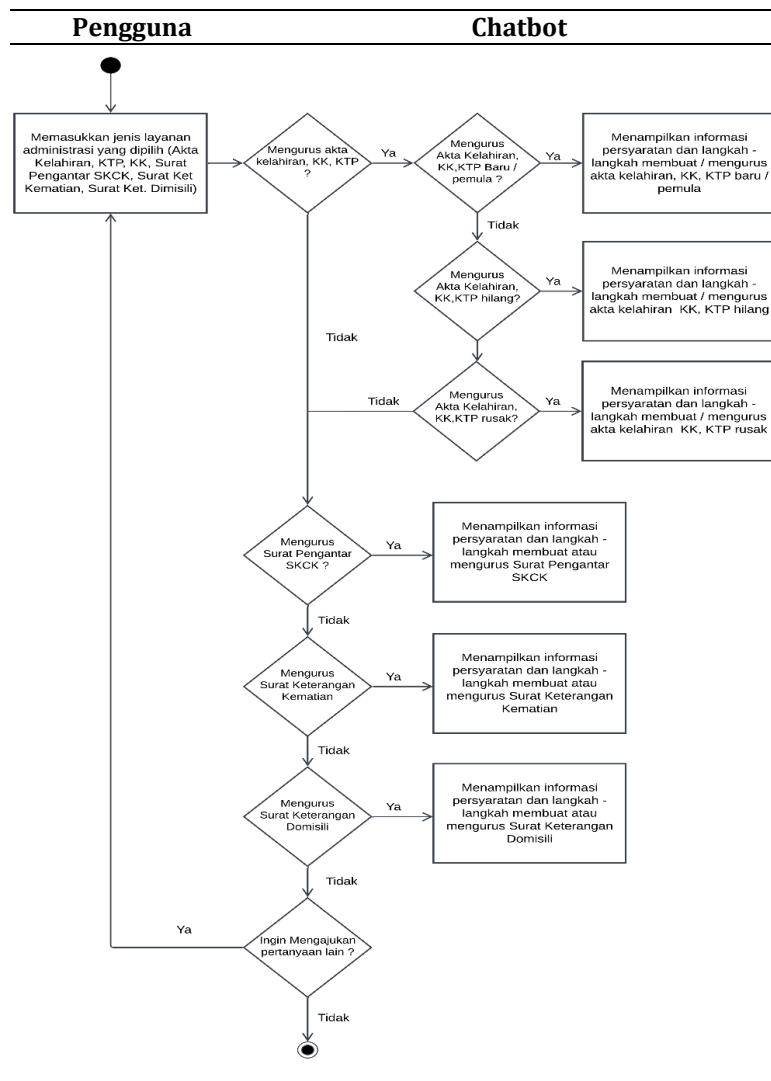 Pengguna
Chatbot
Memasukkan jenis layanan
administrasi yang dipilih (Akta
Kelahiran, KTP, KK, Surat
Pengantar SKCK, Surat Ket
Kematian, Surat Ket. Dimisili)
Mengurus akta
kelahiran, KK, KTP
?
Ya
Mengurus
Akta Kelahiran,
KK,KTP Baru /
pemula ?
Ya
Menampilkan informasi
persyaratan dan langkah -
langkah membuat / mengurus
akta kelahiran, KK, KTP baru /
pemula
Tidak
Mengurus
Akta Kelahiran,
KK,KTP hilang?
Ya
Menampilkan informasi
persyaratan dan langkah -
langkah membuat / mengurus
akta kelahiran KK, KTP hilang
Tidak
Mengurus
Akta Kelahiran,
KK,KTP rusak?
Tidak
Ya
Menampilkan informasi
persyaratan dan langkah -
langkah membuat / mengurus
akta kelahiran KK, KTP rusak
Mengurus
Surat Pengantar
SKCK ?
Ya
Menampilkan informasi
persyaratan dan langkah -
langkah membuat atau
mengurus Surat Pengantar
SKCK
Tidak
Mengurus
Surat Keterangan
Kematian
Ya
Menampilkan informasi
persyaratan dan langkah -
langkah membuat atau
mengurus Surat Keterangan
Kematian
Tidak
Mengurus
Surat Keterangan
Domisili
Ya
Menampilkan informasi
persyaratan dan langkah -
langkah membuat atau
mengurus Surat Keterangan
Domisili
Tidak
Ingin Mengajukan
pertanyaan lain ?
Ya
Tidak